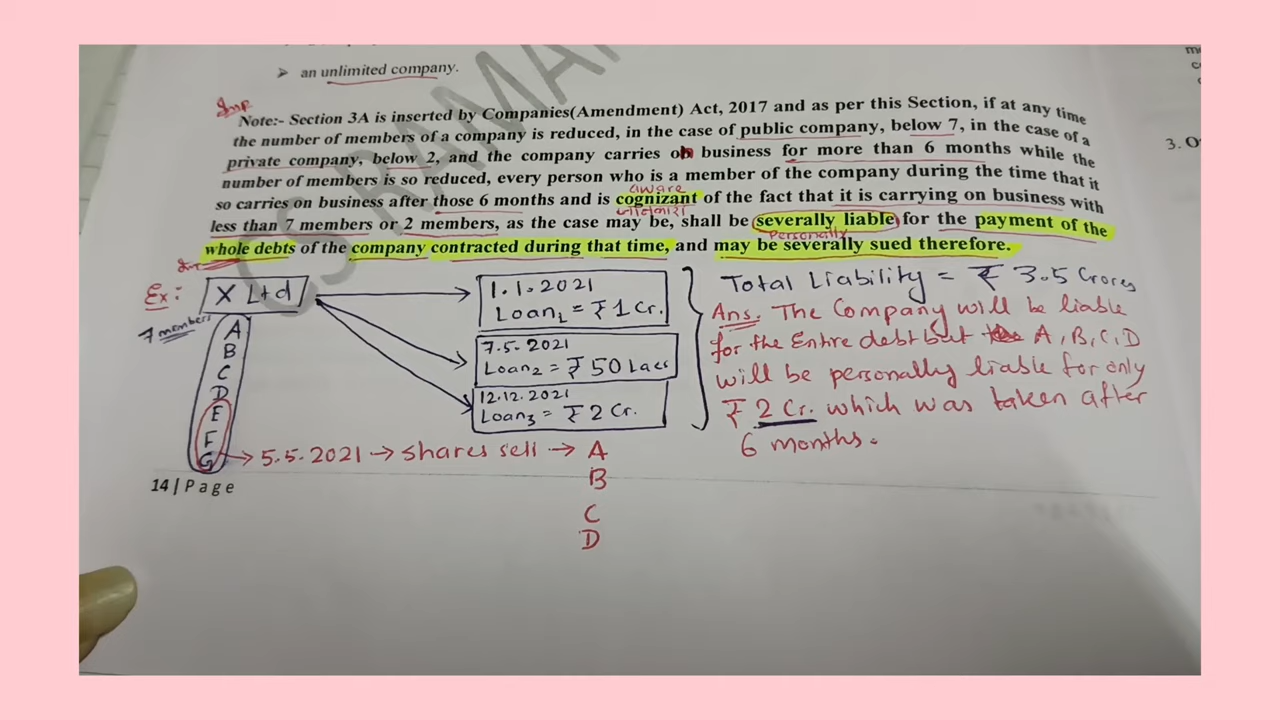 ➢ an unlimited company.
Imp
Note:- Section 3A is inserted by Companies(Amendment) Act, 2017 and as per this Section, if at any time
the number of members of a company is reduced, in the case of public company, below 7, in the case of a
private company, below 2, and the company carries on business for more than 6 months while the
number of members is so reduced, every person who is a member of the company during the time that it
aware
so carries on business after those 6 months and is cognizant of the fact that it is carrying on business with
less than 7 members or 2 members, as the case may be, shall be severally liable for the payment of the
Personally
whole debts of the company contracted during that time, and may be severally sued therefore.
Ex: X Ltd
7 members
A
B
C
D
E
F
G → 5.5.2021 → shares sell → A
B
C
D
1.1.2021
Loan1 = ₹ 1 Cr.
7.5.2021
Loan2 = ₹ 50 Lacs
12.12.2021
Loan3 = ₹ 2 Cr.
Total Liability = ₹ 3.5 Crores
Ans. The Company will be liable
for the Entire debt but A, B, C, D
will be personally liable for only
₹ 2 Cr. which was taken after
6 months.
14 | Page
CS RAMA
3. O